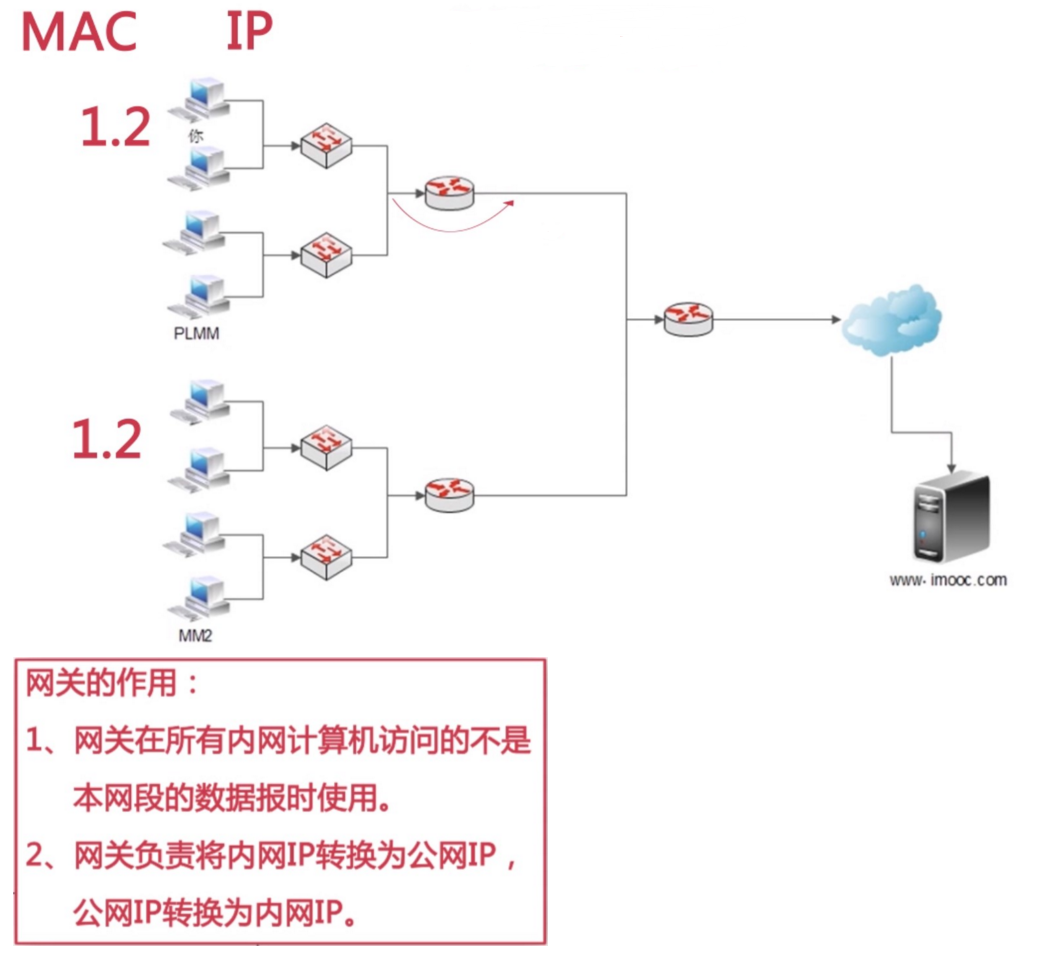 MAC IP
1.2
你
PLMM
1.2
MM2
www. imooc.com
网关的作用：
1、网关在所有内网计算机访问的不是
本网段的数据报时使用。
2、网关负责将内网IP转换为公网IP，
公网IP转换为内网IP。